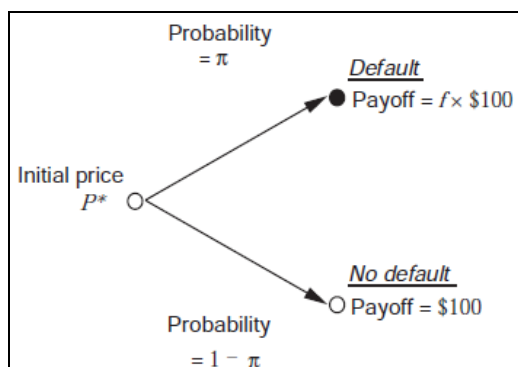 Probability
= π
Default
Payoff = f × $100
Initial price
P*
No default
Payoff = $100
Probability
= 1 − π